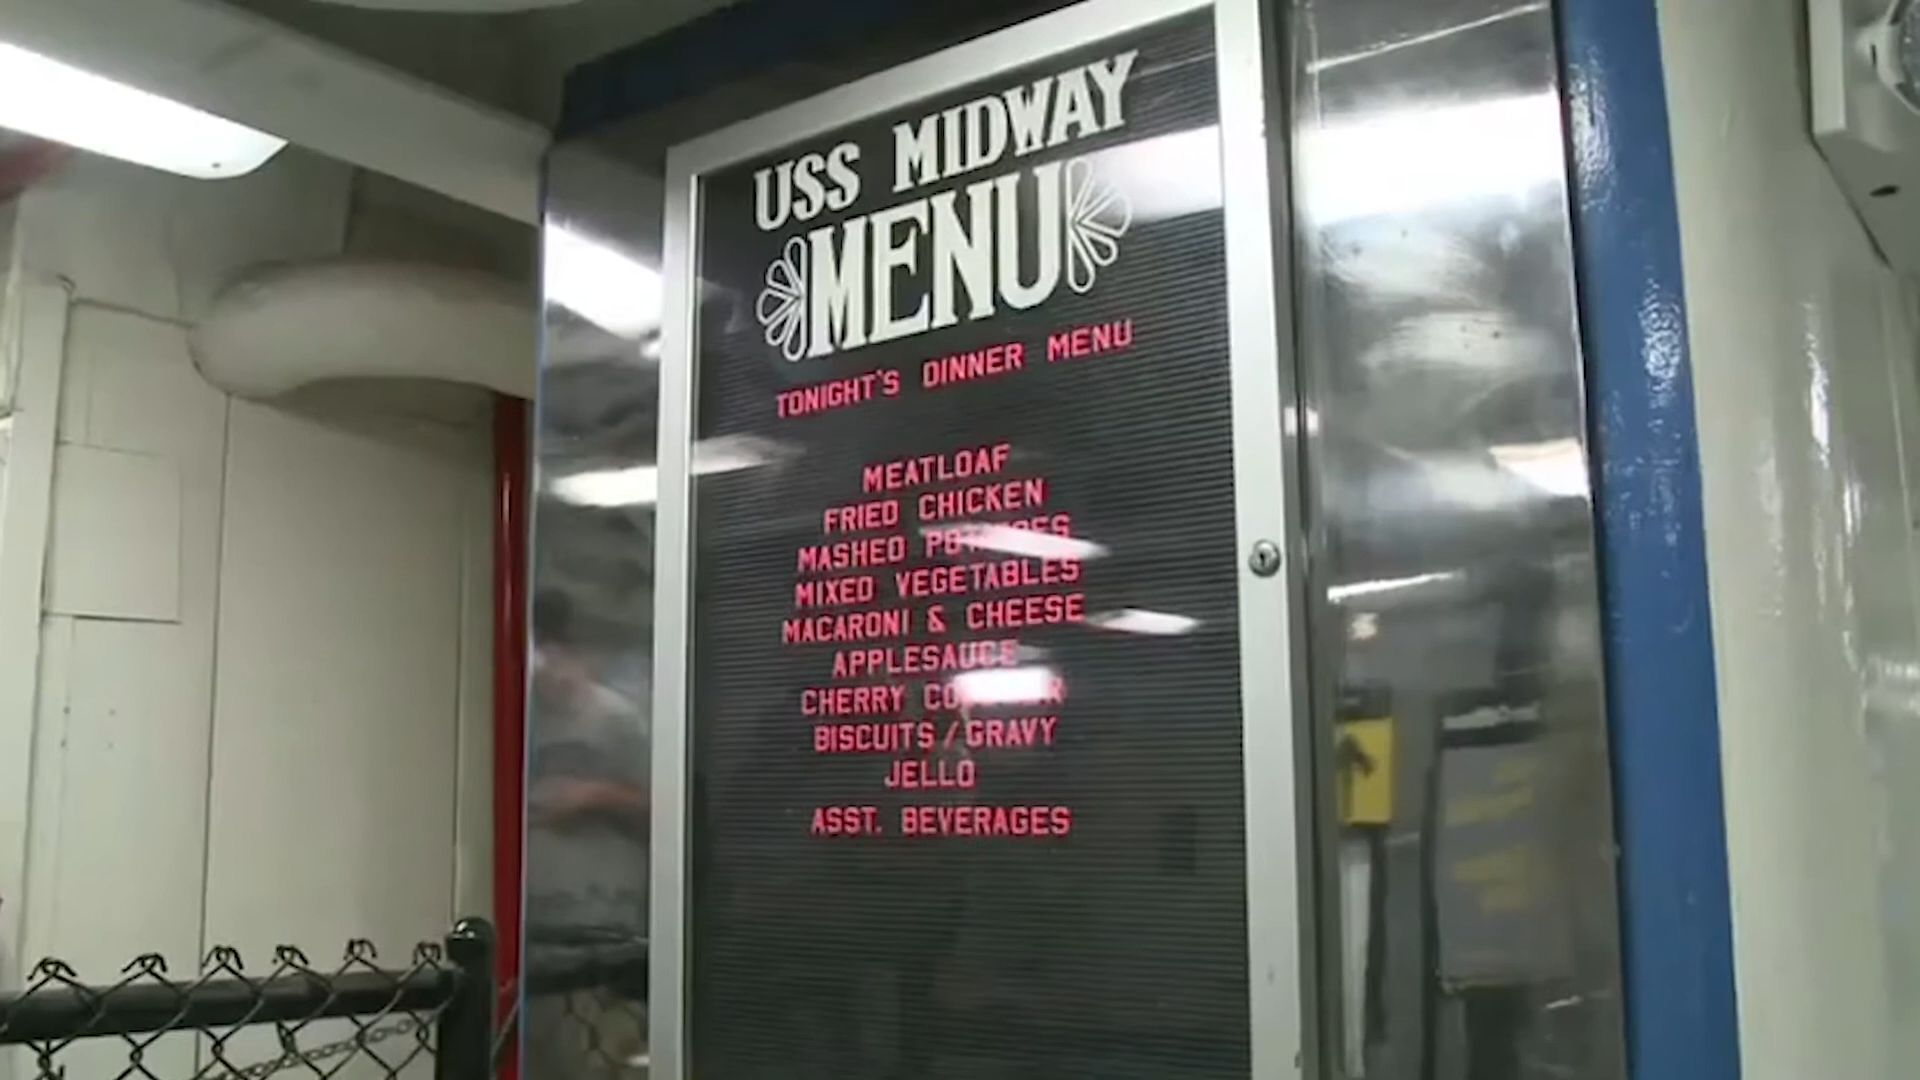 USS MIDWAY
MENU
TONIGHT'S DINNER MENU
MEATLOAF
FRIED CHICKEN
MASHED POTATOES
MIXED VEGETABLES
MACARONI & CHEESE
APPLESAUCE
CHERRY
BISCUITS/GRAVY
JELLO
ASST. BEVERAGES